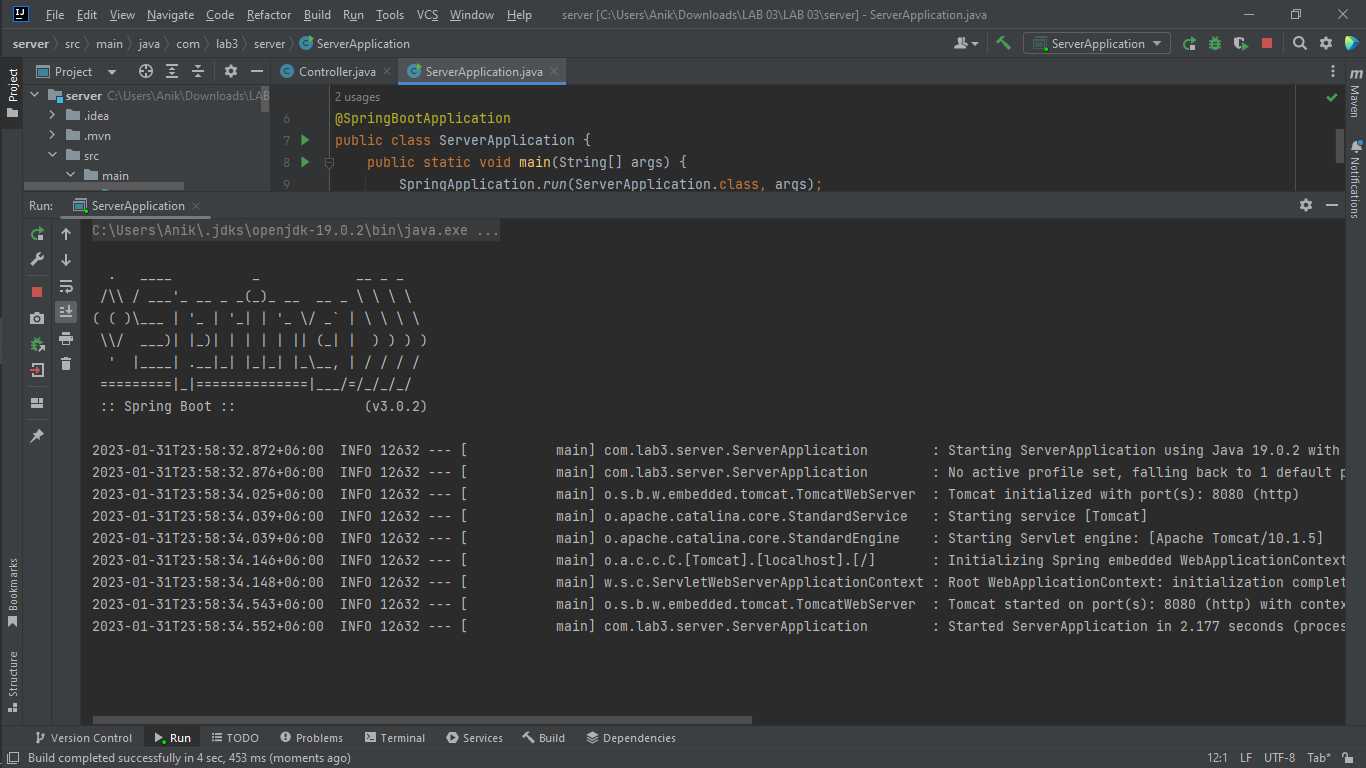 File Edit View Navigate Code Refactor Build Run Tools VCS Window Help server [C:\Users\Anik\Downloads\LAB 03\LAB 03\server] - ServerApplication.java
server src main java com lab3 server ServerApplication ServerApplication
Project Controller.java ServerApplication.java
server C:\Users\Anik\Downloads\LAB
.idea
.mvn
src
main
2 usages
6 @SpringBootApplication
7 public class ServerApplication {
8 public static void main(String[] args) {
9 SpringApplication.run(ServerApplication.class, args);
Project
Maven
Notifications
Run: ServerApplication
C:\Users\Anik\.jdks\openjdk-19.0.2\bin\java.exe ...
  .   ____          _            __ _ _
 /\\ / ___'_ __ _ _(_)_ __  __ _ \ \ \ \
( ( )\___ | '_ | '_| | '_ \/ _` | \ \ \ \
 \\/  ___)| |_)| | | | | || (_| |  ) ) ) )
  '  |____| .__|_| |_|_| |_\__, | / / / /
 =========|_|==============|___/=/_/_/_/
 :: Spring Boot ::                (v3.0.2)
2023-01-31T23:58:32.872+06:00  INFO 12632 --- [           main] com.lab3.server.ServerApplication        : Starting ServerApplication using Java 19.0.2 with
2023-01-31T23:58:32.876+06:00  INFO 12632 --- [           main] com.lab3.server.ServerApplication        : No active profile set, falling back to 1 default p
2023-01-31T23:58:34.025+06:00  INFO 12632 --- [           main] o.s.b.w.embedded.tomcat.TomcatWebServer  : Tomcat initialized with port(s): 8080 (http)
2023-01-31T23:58:34.039+06:00  INFO 12632 --- [           main] o.apache.catalina.core.StandardService   : Starting service [Tomcat]
2023-01-31T23:58:34.039+06:00  INFO 12632 --- [           main] o.apache.catalina.core.StandardEngine    : Starting Servlet engine: [Apache Tomcat/10.1.5]
2023-01-31T23:58:34.146+06:00  INFO 12632 --- [           main] o.a.c.c.C.[Tomcat].[localhost].[/]       : Initializing Spring embedded WebApplicationContext
2023-01-31T23:58:34.148+06:00  INFO 12632 --- [           main] w.s.c.ServletWebServerApplicationContext : Root WebApplicationContext: initialization complet
2023-01-31T23:58:34.543+06:00  INFO 12632 --- [           main] o.s.b.w.embedded.tomcat.TomcatWebServer  : Tomcat started on port(s): 8080 (http) with contex
2023-01-31T23:58:34.552+06:00  INFO 12632 --- [           main] com.lab3.server.ServerApplication        : Started ServerApplication in 2.177 seconds (proces
Bookmarks
Structure
Version Control Run TODO Problems Terminal Services Build Dependencies
Build completed successfully in 4 sec, 453 ms (moments ago) 12:1 LF UTF-8 Tab*